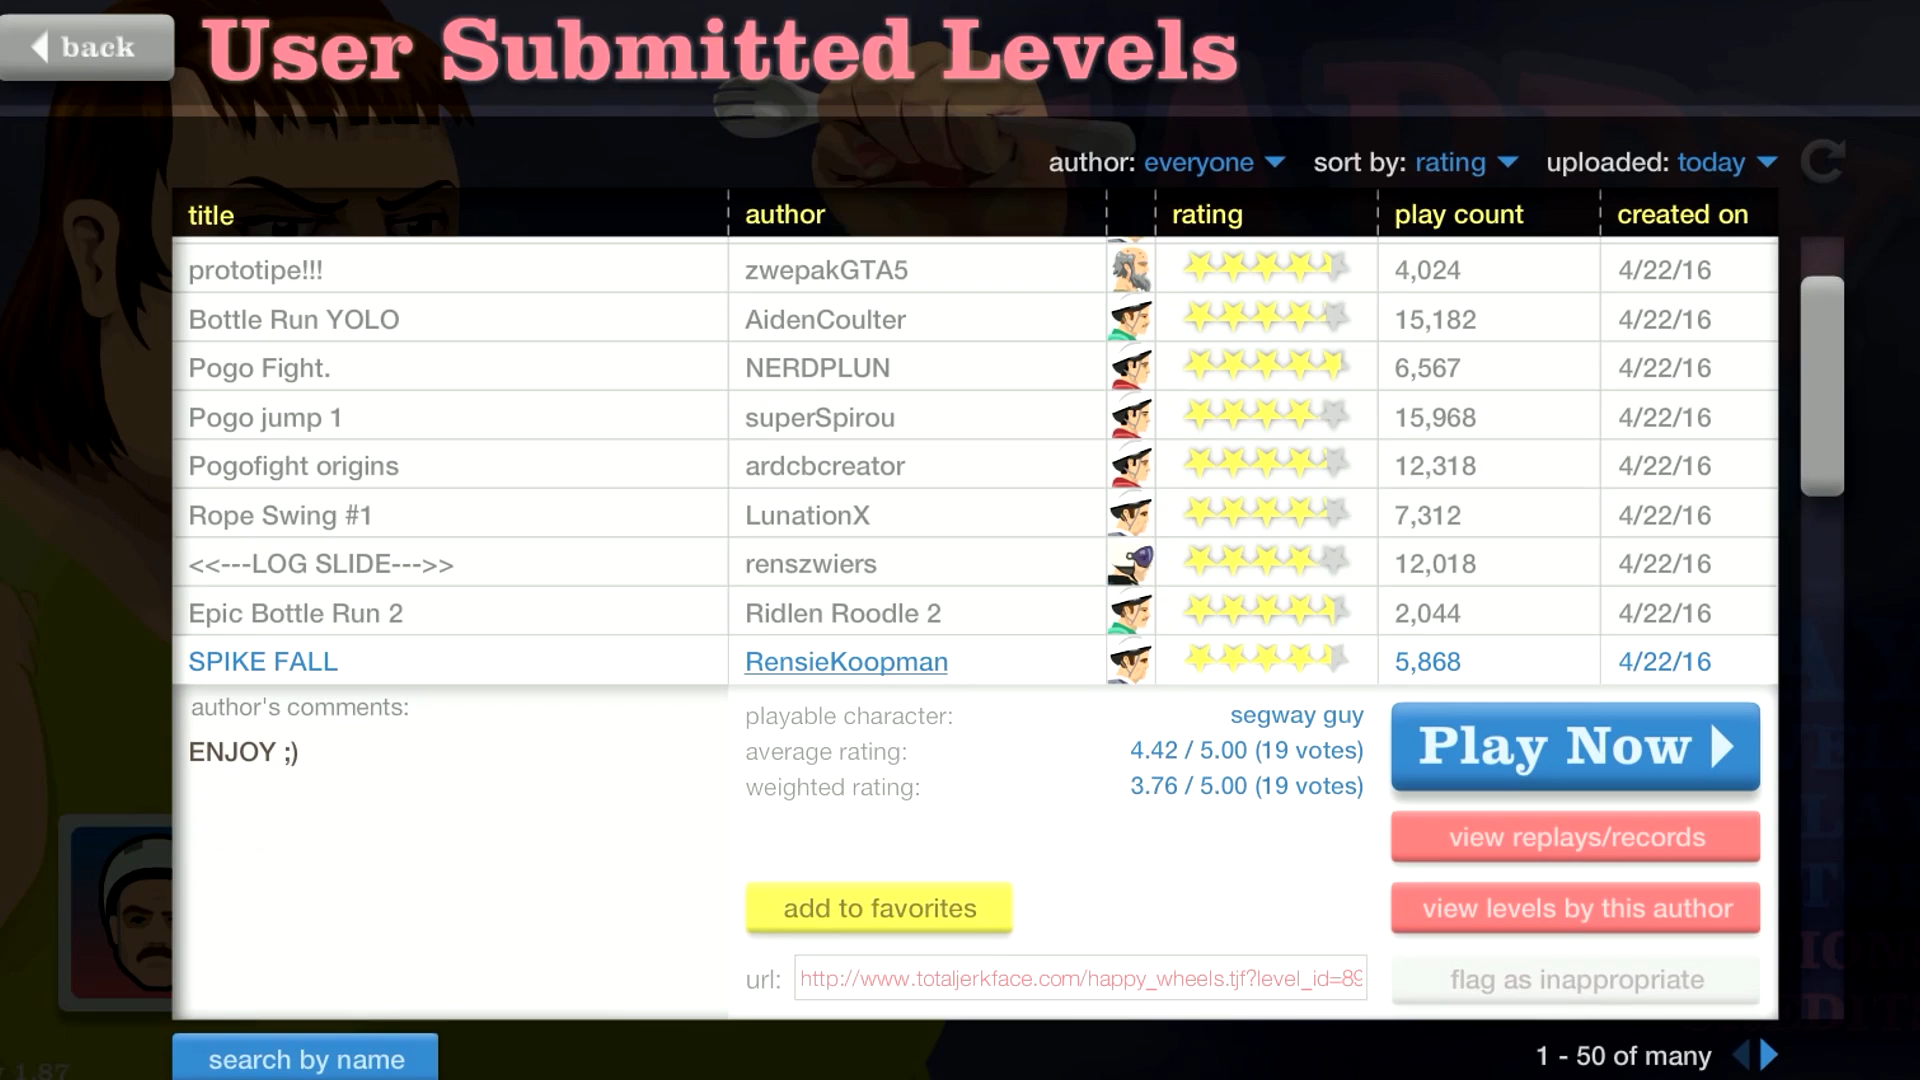 back
User Submitted Levels
author: everyone sort by: rating uploaded: today
title author rating play count created on
prototipe!!! zwepakGTA5 4,024 4/22/16
Bottle Run YOLO AidenCoulter 15,182 4/22/16
Pogo Fight. NERDPLUN 6,567 4/22/16
Pogo jump 1 superSpirou 15,968 4/22/16
Pogofight origins ardcbcreator 12,318 4/22/16
Rope Swing #1 LunationX 7,312 4/22/16
<<---LOG SLIDE--->> renszwiers 12,018 4/22/16
Epic Bottle Run 2 Ridlen Roodle 2 2,044 4/22/16
SPIKE FALL RensieKoopman 5,868 4/22/16
author's comments:
ENJOY ;)
playable character: segway guy
average rating: 4.42 / 5.00 (19 votes)
weighted rating: 3.76 / 5.00 (19 votes)
Play Now
view replays/records
add to favorites
view levels by this author
url: http://www.totaljerkface.com/happy_wheels.tjf?level_id=89
flag as inappropriate
search by name
1 - 50 of many
1.87